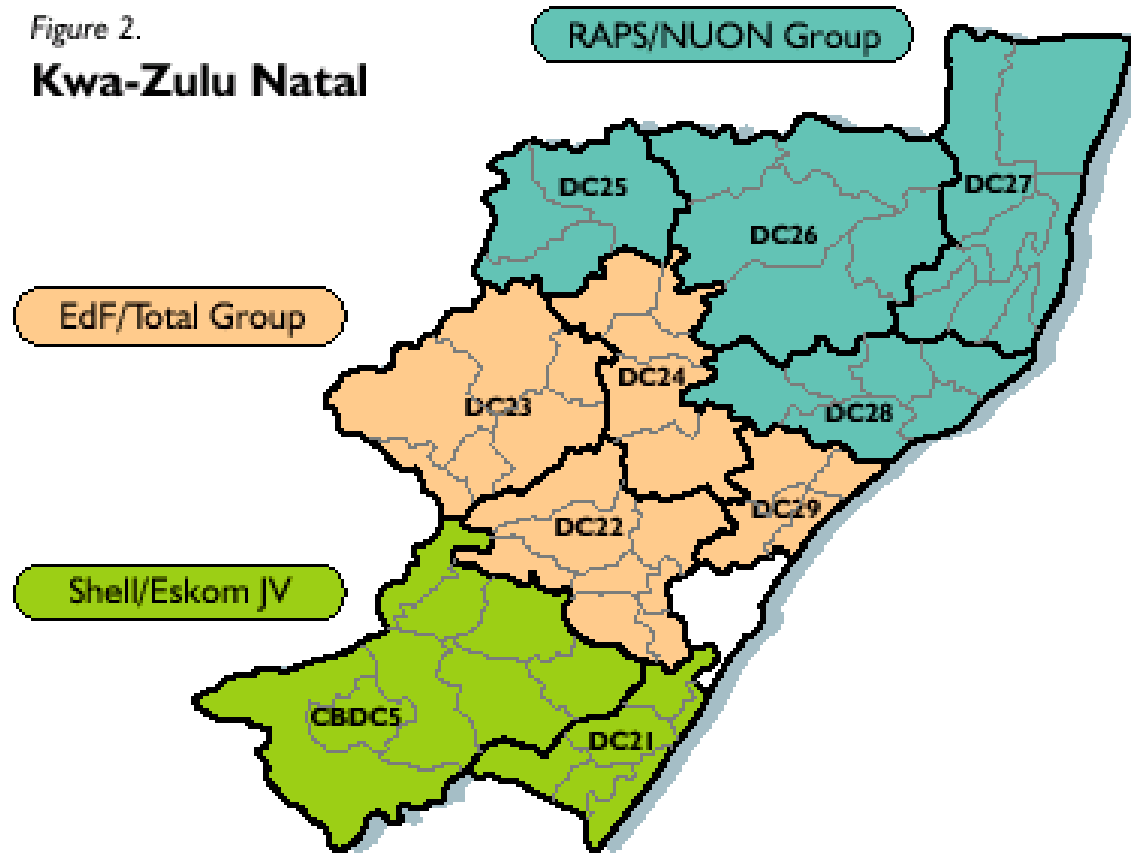 Figure 2.
Kwa-Zulu Natal
RAPS/NUON Group
DC25
DC27
DC26
EdF/Total Group
DC24
DC23
DC28
DC29
DC22
Shell/Eskom JV
CBDC5
DC21